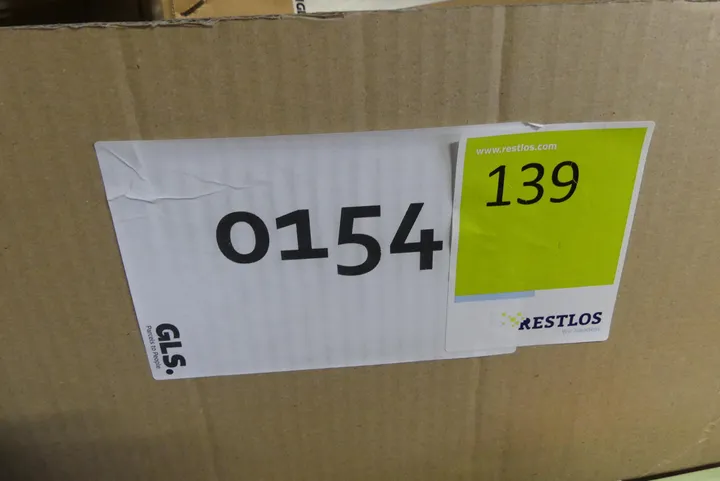 0154
GLS.
Parcels to People
www.restlos.com
139
RESTLOS